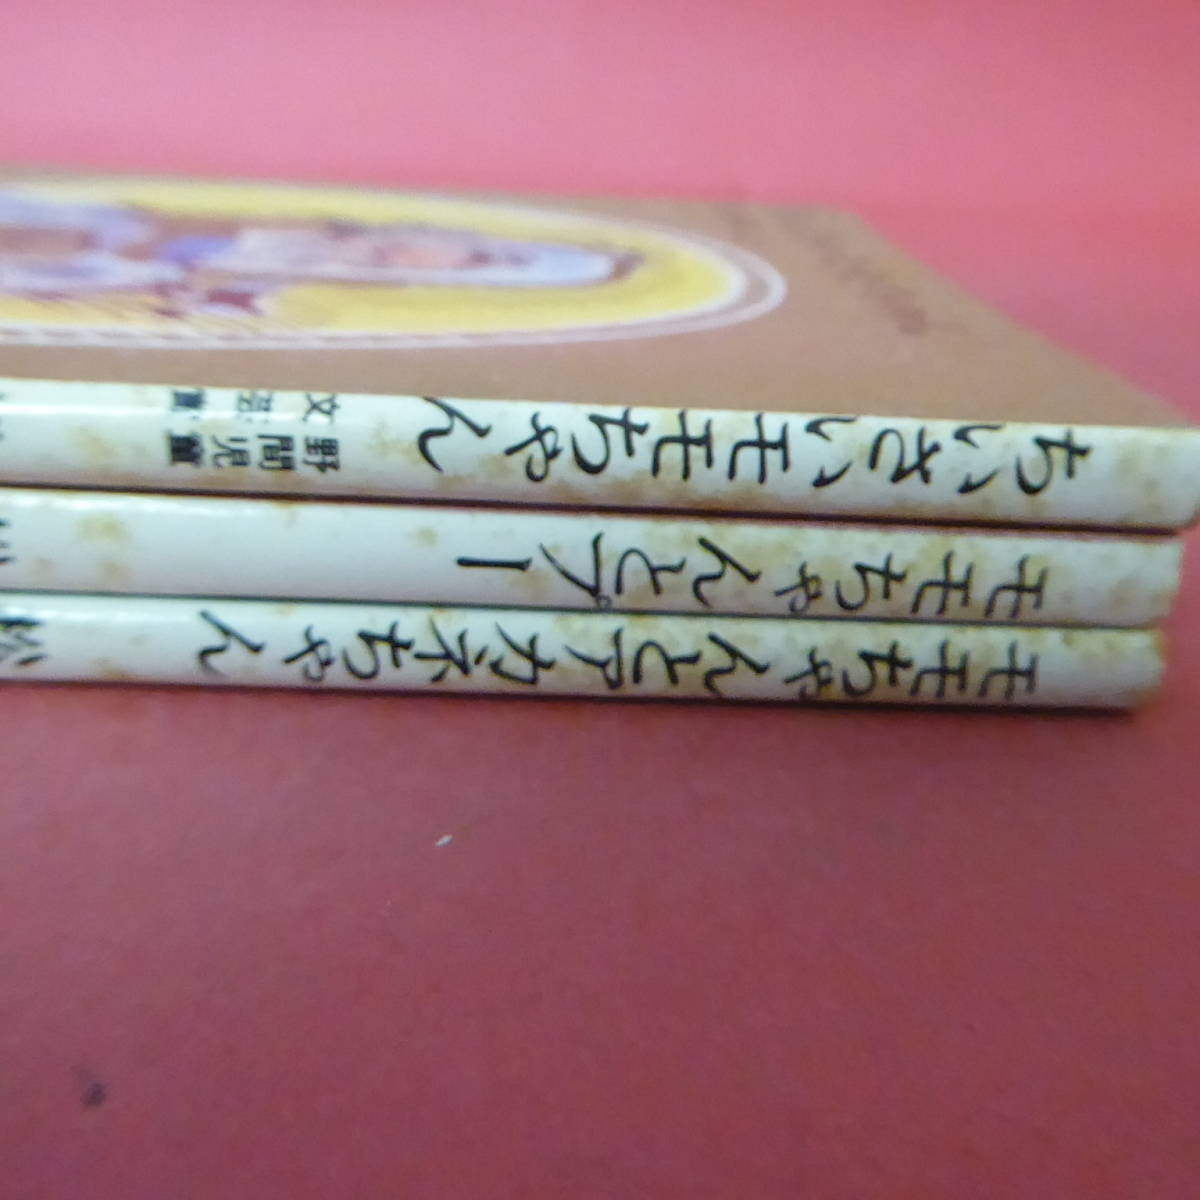 ちいさいモモちゃん
野間児童
文芸賞
モモちゃんとプー
モモちゃんとアカネちゃん